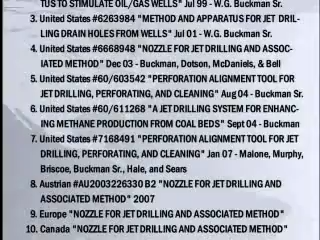 TUS TO STIMULATE OIL/GAS WELLS" Jul 99 - W.G. Buckman Sr.
3. United States #6263984 "METHOD AND APPARATUS FOR JET DRIL-
LING DRAIN HOLES FROM WELLS" Jul 01 - W.G. Buckman Sr.
4. United States #6668948 "NOZZLE FOR JET DRILLING AND ASSOC-
IATED METHOD" Dec 03 - Buckman, Dotson, McDaniels, & Bell
5. United States #60/603542 "PERFORATION ALIGNMENT TOOL FOR
JET DRILLING, PERFORATING, AND CLEANING" Aug 04 - Buckman Sr.
6. United States #60/611268 "A JET DRILLING SYSTEM FOR ENHANC-
ING METHANE PRODUCTION FROM COAL BEDS" Sept 04 - Buckman
7. United States #7168491 "PERFORATION ALIGNMENT TOOL FOR JET
DRILLING, PERFORATING, AND CLEANING" Jan 07 - Malone, Murphy,
Briscoe, Buckman Sr., Hale, and Sears
8. Austrian #AU2003226330 B2 "NOZZLE FOR JET DRILLING AND
ASSOCIATED METHOD" 2007
9. Europe "NOZZLE FOR JET DRILLING AND ASSOCIATED METHOD"
10. Canada "NOZZLE FOR JET DRILLING AND ASSOCIATED METHOD"